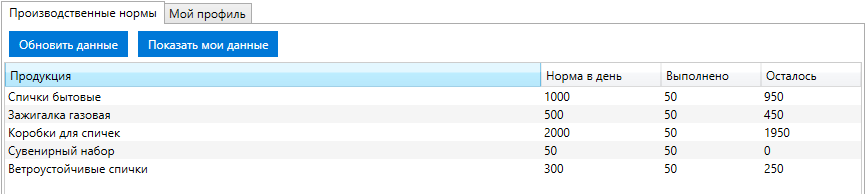 Производственные нормы Мой профиль
Обновить данные Показать мои данные
Продукция Норма в день Выполнено Осталось
Спички бытовые 1000 50 950
Зажигалка газовая 500 50 450
Коробки для спичек 2000 50 1950
Сувенирный набор 50 50 0
Ветроустойчивые спички 300 50 250